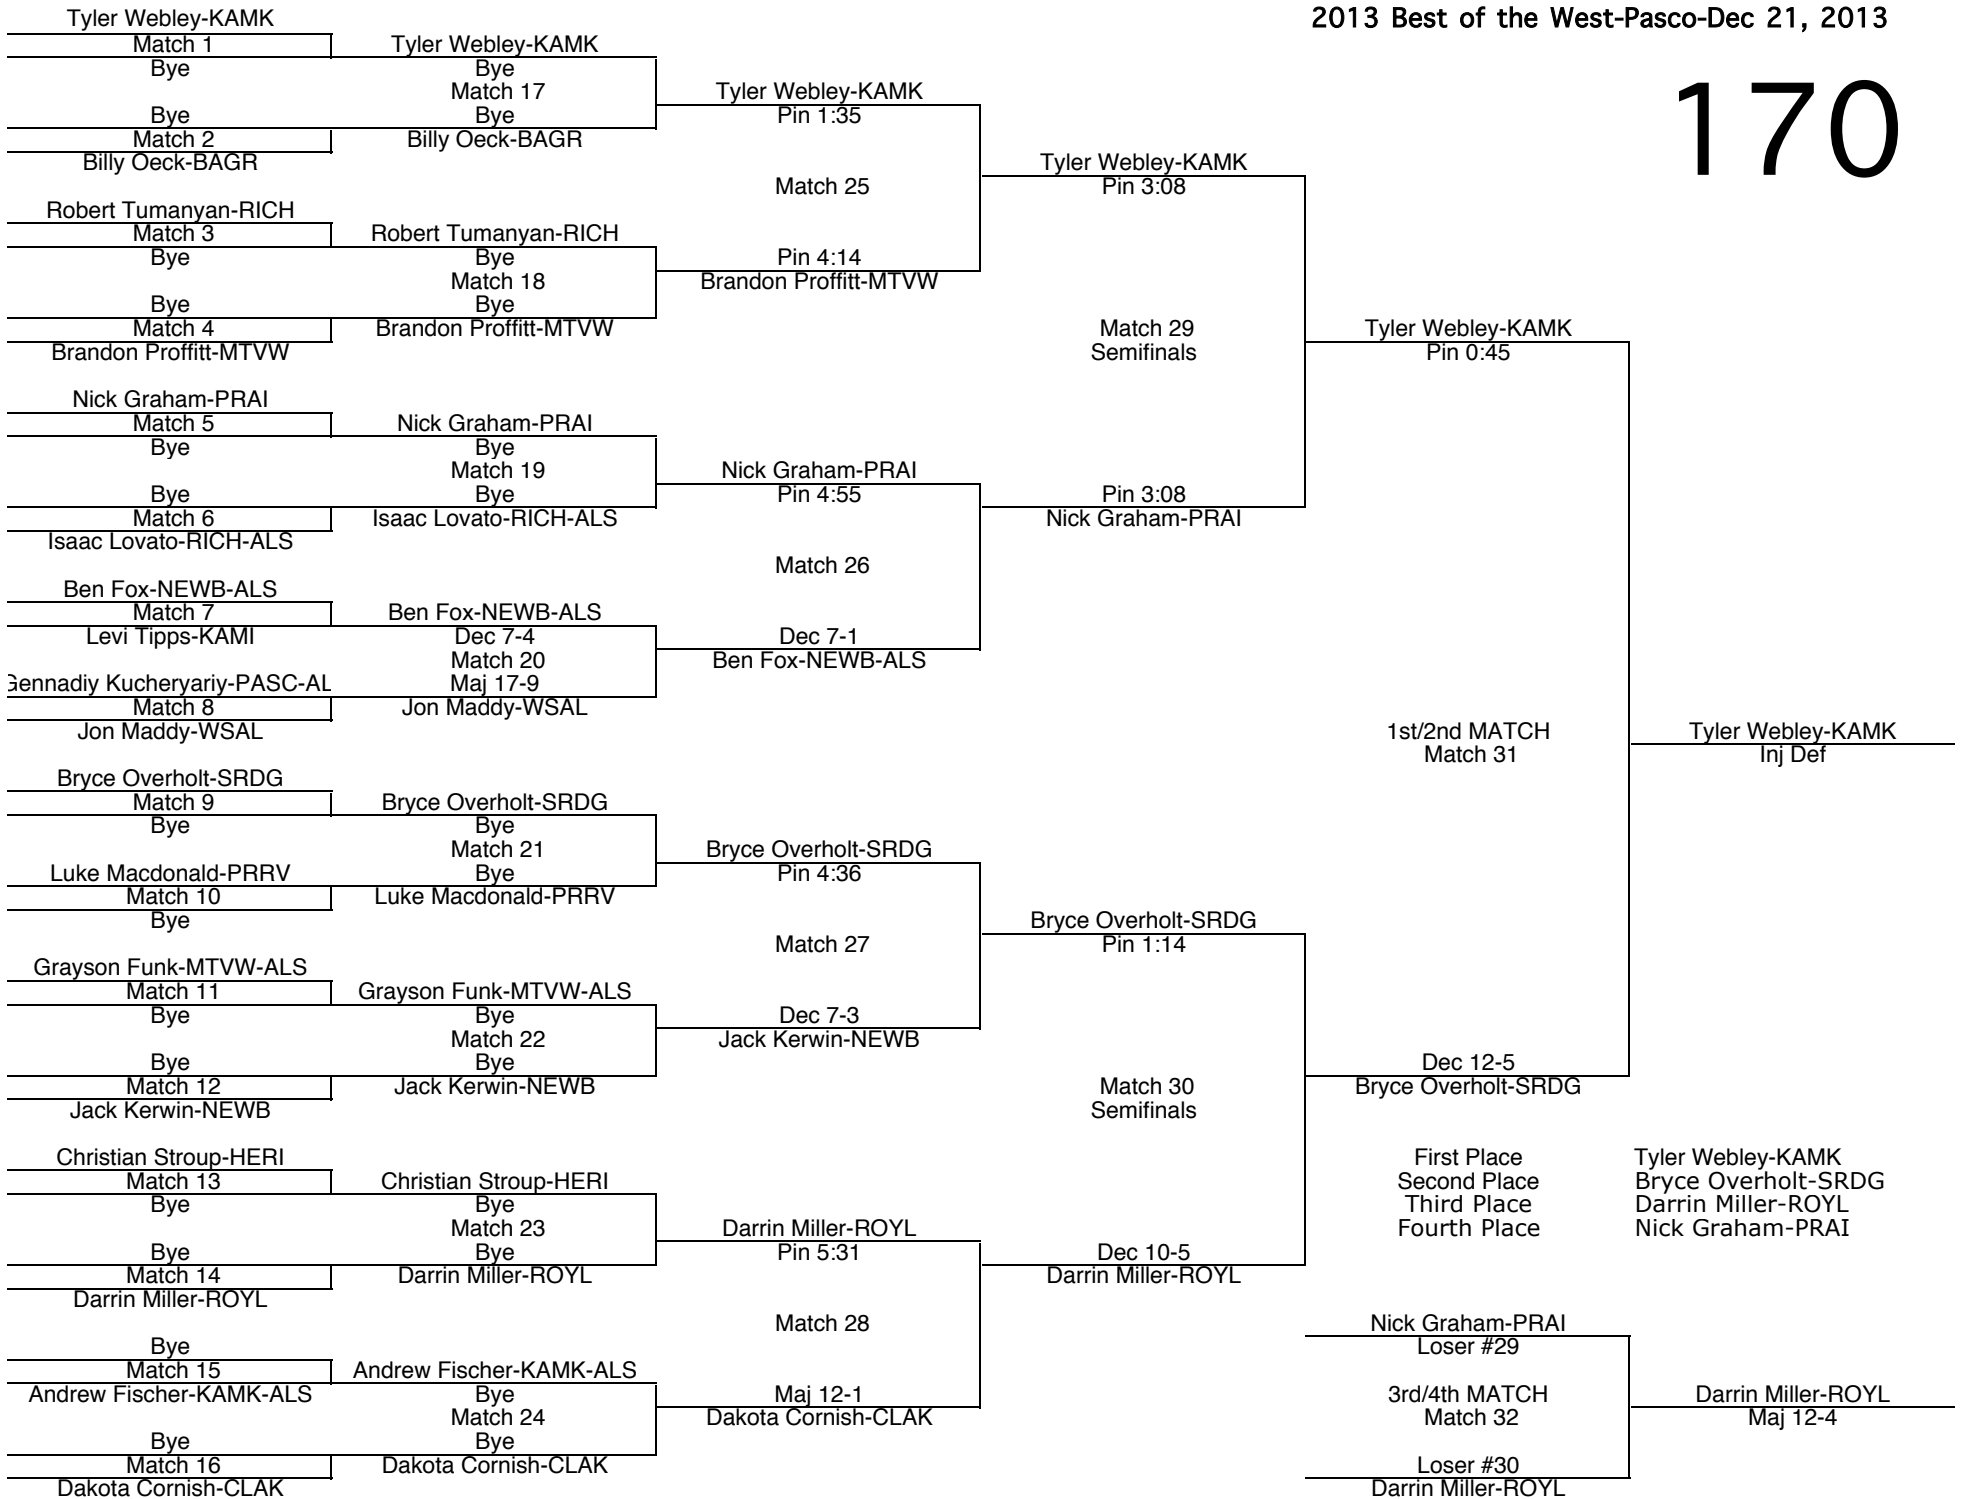 2013 Best of the West-Pasco-Dec 21, 2013
170
Tyler Webley-KAMK
Match 1
Bye
Bye
Match 2
Billy Oeck-BAGR
Robert Tumanyan-RICH
Match 3
Bye
Bye
Match 4
Brandon Proffitt-MTVW
Nick Graham-PRAI
Match 5
Bye
Bye
Match 6
Isaac Lovato-RICH-ALS
Ben Fox-NEWB-ALS
Match 7
Levi Tipps-KAMI
Gennadiy Kucheryariy-PASC-AL
Match 8
Jon Maddy-WSAL
Bryce Overholt-SRDG
Match 9
Bye
Luke Macdonald-PRRV
Match 10
Bye
Grayson Funk-MTVW-ALS
Match 11
Bye
Bye
Match 12
Jack Kerwin-NEWB
Christian Stroup-HERI
Match 13
Bye
Bye
Match 14
Darrin Miller-ROYL
Bye
Match 15
Andrew Fischer-KAMK-ALS
Bye
Match 16
Dakota Cornish-CLAK
Tyler Webley-KAMK
Bye
Match 17
Bye
Billy Oeck-BAGR
Robert Tumanyan-RICH
Bye
Match 18
Bye
Brandon Proffitt-MTVW
Nick Graham-PRAI
Bye
Match 19
Bye
Isaac Lovato-RICH-ALS
Ben Fox-NEWB-ALS
Dec 7-4
Match 20
Maj 17-9
Jon Maddy-WSAL
Bryce Overholt-SRDG
Bye
Match 21
Bye
Luke Macdonald-PRRV
Grayson Funk-MTVW-ALS
Bye
Match 22
Bye
Jack Kerwin-NEWB
Christian Stroup-HERI
Bye
Match 23
Bye
Darrin Miller-ROYL
Andrew Fischer-KAMK-ALS
Bye
Match 24
Bye
Dakota Cornish-CLAK
Tyler Webley-KAMK
Pin 1:35
Match 25
Pin 4:14
Brandon Proffitt-MTVW
Nick Graham-PRAI
Pin 4:55
Match 26
Dec 7-1
Ben Fox-NEWB-ALS
Bryce Overholt-SRDG
Pin 4:36
Match 27
Dec 7-3
Jack Kerwin-NEWB
Darrin Miller-ROYL
Pin 5:31
Match 28
Maj 12-1
Dakota Cornish-CLAK
Tyler Webley-KAMK
Pin 3:08
Match 29
Semifinals
Pin 3:08
Nick Graham-PRAI
Bryce Overholt-SRDG
Pin 1:14
Match 30
Semifinals
Dec 10-5
Darrin Miller-ROYL
Tyler Webley-KAMK
Pin 0:45
1st/2nd MATCH
Match 31
Dec 12-5
Bryce Overholt-SRDG
Tyler Webley-KAMK
Inj Def
First Place Tyler Webley-KAMK
Second Place Bryce Overholt-SRDG
Third Place Darrin Miller-ROYL
Fourth Place Nick Graham-PRAI
Nick Graham-PRAI
Loser #29
3rd/4th MATCH
Match 32
Loser #30
Darrin Miller-ROYL
Darrin Miller-ROYL
Maj 12-4